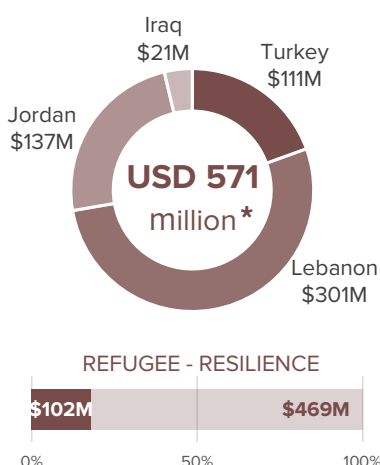 Iraq
$21M
Turkey
$111M
Jordan
$137M
USD 571
million*
Lebanon
$301M
REFUGEE - RESILIENCE
$102M
$469M
0%
50%
100%